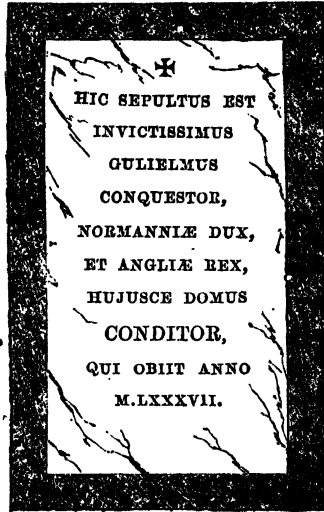 ✠
HIC SEPULTUS EST
INVICTISSIMUS
GULIELMUS
CONQUESTOR,
NORMANNIÆ DUX,
ET ANGLIÆ REX,
HUJUSCE DOMUS
CONDITOR,
QUI OBIIT ANNO
M.LXXXVII.